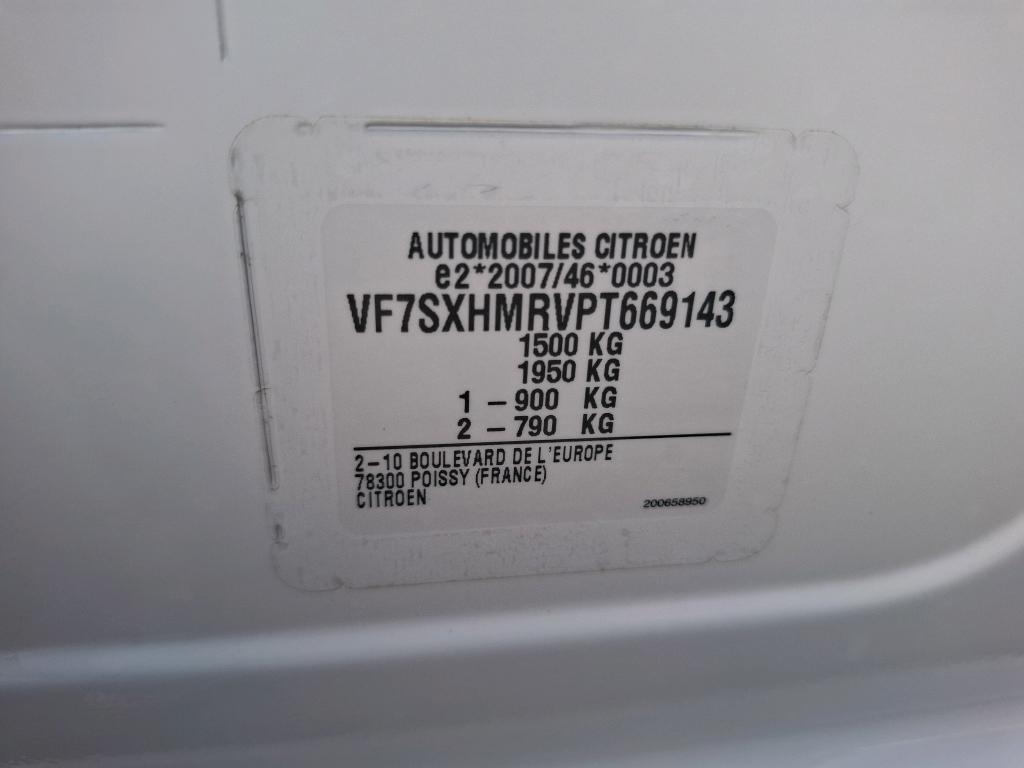 AUTOMOBILES CITROEN
e2*2007/46*0003
VF7SXHMRVPT669143
1500 KG
1950 KG
1 – 900 KG
2 – 790 KG
2–10 BOULEVARD DE L'EUROPE
78300 POISSY (FRANCE)
CITROEN
200658950